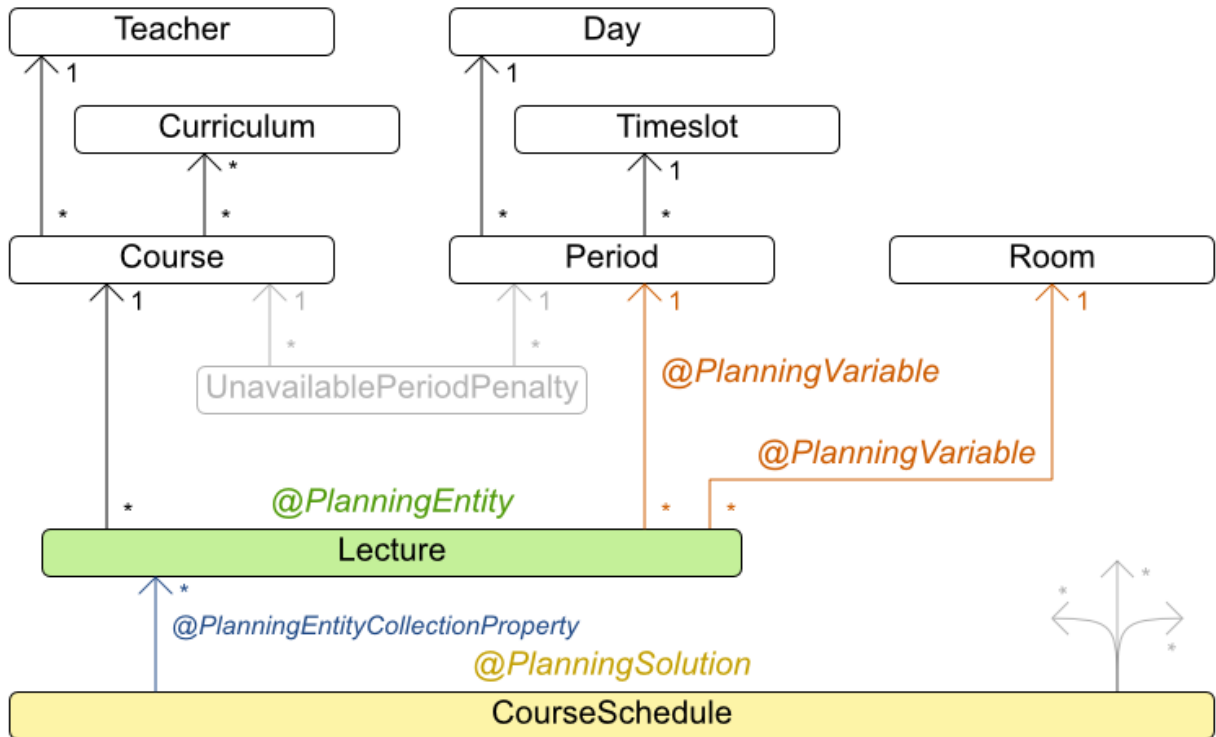 Teacher
Day
1
1
Curriculum
Timeslot
*
1
*
*
*
*
Course
Period
Room
1
1
1
1
1
*
*
UnavailablePeriodPenalty
@PlanningVariable
@PlanningVariable
@PlanningEntity
*
*
*
Lecture
*
*
*
@PlanningEntityCollectionProperty
*
@PlanningSolution
CourseSchedule